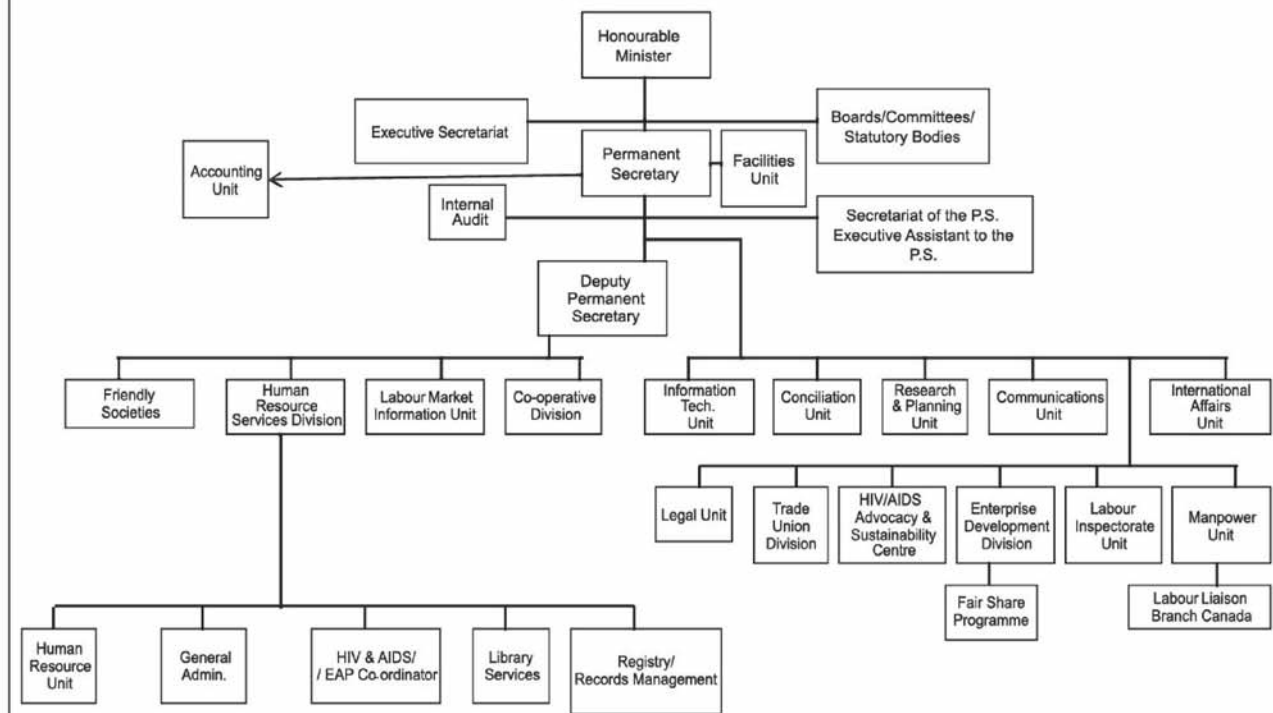 Honourable
Minister
Executive Secretariat
Boards/Committees/
Statutory Bodies
Accounting
Unit
Permanent
Secretary
Facilities
Unit
Internal
Audit
Secretariat of the P.S.
Executive Assistant to the
P.S.
Deputy
Permanent
Secretary
Friendly
Societies
Human
Resource
Services Division
Labour Market
Information Unit
Co-operative
Division
Information
Tech.
Unit
Conciliation
Unit
Research
& Planning
Unit
Communications
Unit
International
Affairs
Unit
Legal Unit
Trade
Union
Division
HIV/AIDS
Advocacy &
Sustainability
Centre
Enterprise
Development
Division
Labour
Inspectorate
Unit
Manpower
Unit
Fair Share
Programme
Labour Liaison
Branch Canada
Human
Resource
Unit
General
Admin.
HIV & AIDS/
/ EAP Co-ordinator
Library
Services
Registry/
Records Management